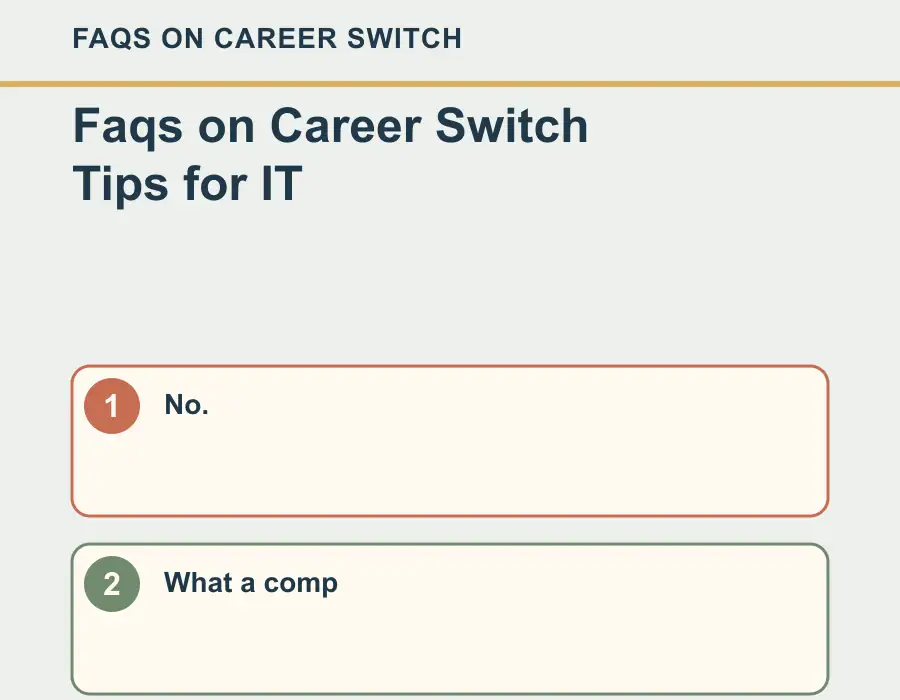 FAQS ON CAREER SWITCH
Faqs on Career Switch
Tips for IT
1 No.
2 What a comp